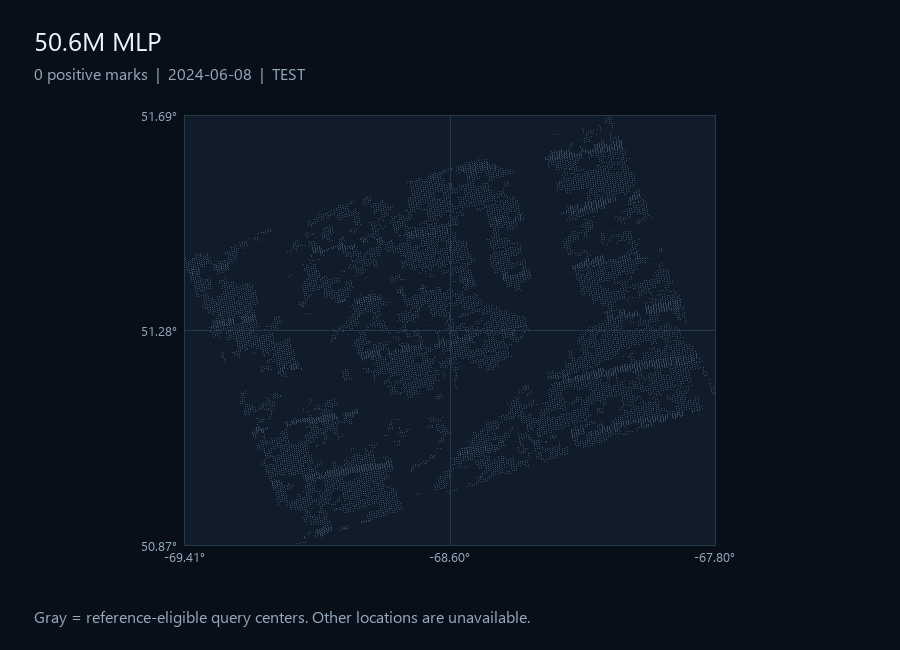 50.6M MLP
0 positive marks | 2024-06-08 | TEST
51.69°
51.28°
50.87°
-69.41°
-68.60°
-67.80°
Gray = reference-eligible query centers. Other locations are unavailable.